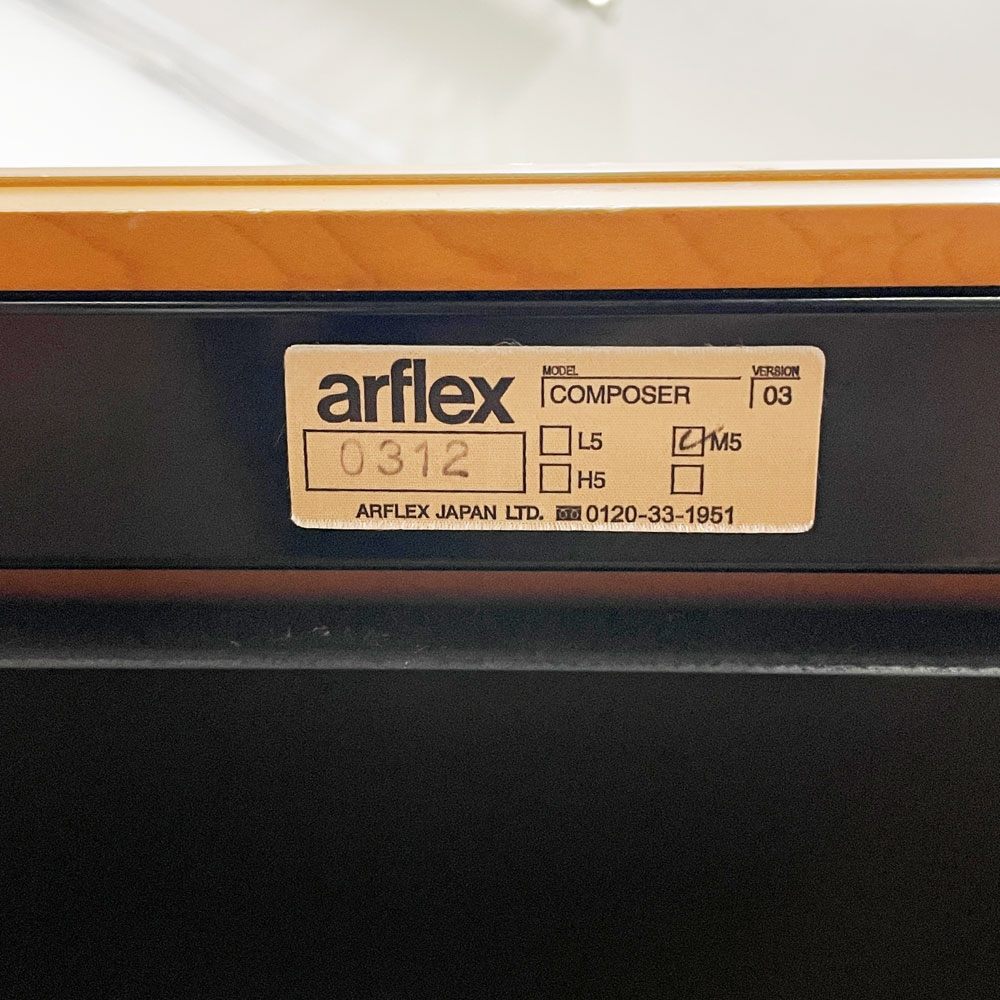 arflex
MODEL
COMPOSER
VERSION
03
0312
L5
M5
H5
ARFLEX JAPAN LTD. 0120-33-1951